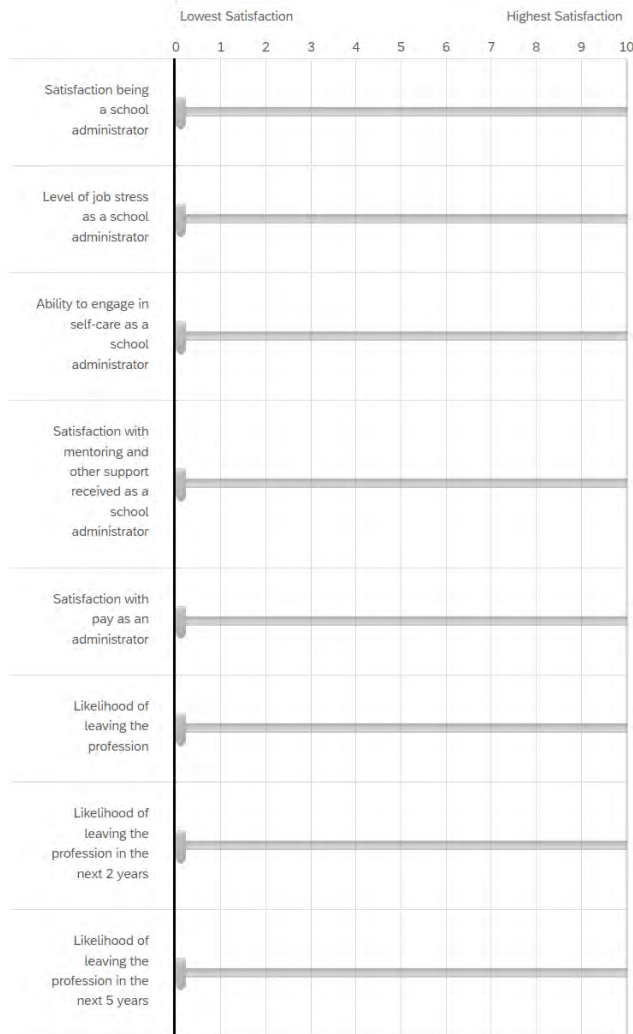 Lowest Satisfaction Highest Satisfaction
0 1 2 3 4 5 6 7 8 9 10
Satisfaction being
a school
administrator
Level of job stress
as a school
administrator
Ability to engage in
self-care as a
school
administrator
Satisfaction with
mentoring and
other support
received as a
school
administrator
Satisfaction with
pay as an
administrator
Likelihood of
leaving the
profession
Likelihood of
leaving the
profession in the
next 2 years
Likelihood of
leaving the
profession in the
next 5 years